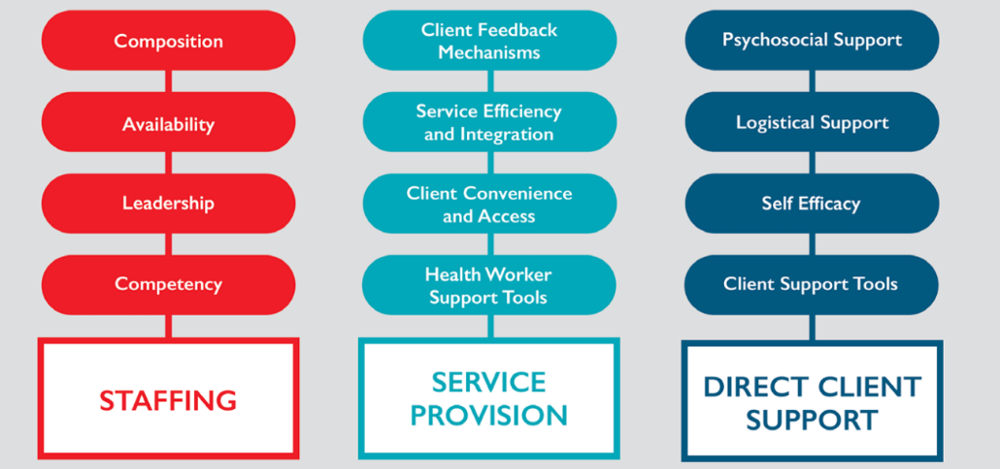 Composition
Availability
Leadership
Competency
STAFFING
Client Feedback
Mechanisms
Service Efficiency
and Integration
Client Convenience
and Access
Health Worker
Support Tools
SERVICE
PROVISION
Psychosocial Support
Logistical Support
Self Efficacy
Client Support Tools
DIRECT CLIENT
SUPPORT